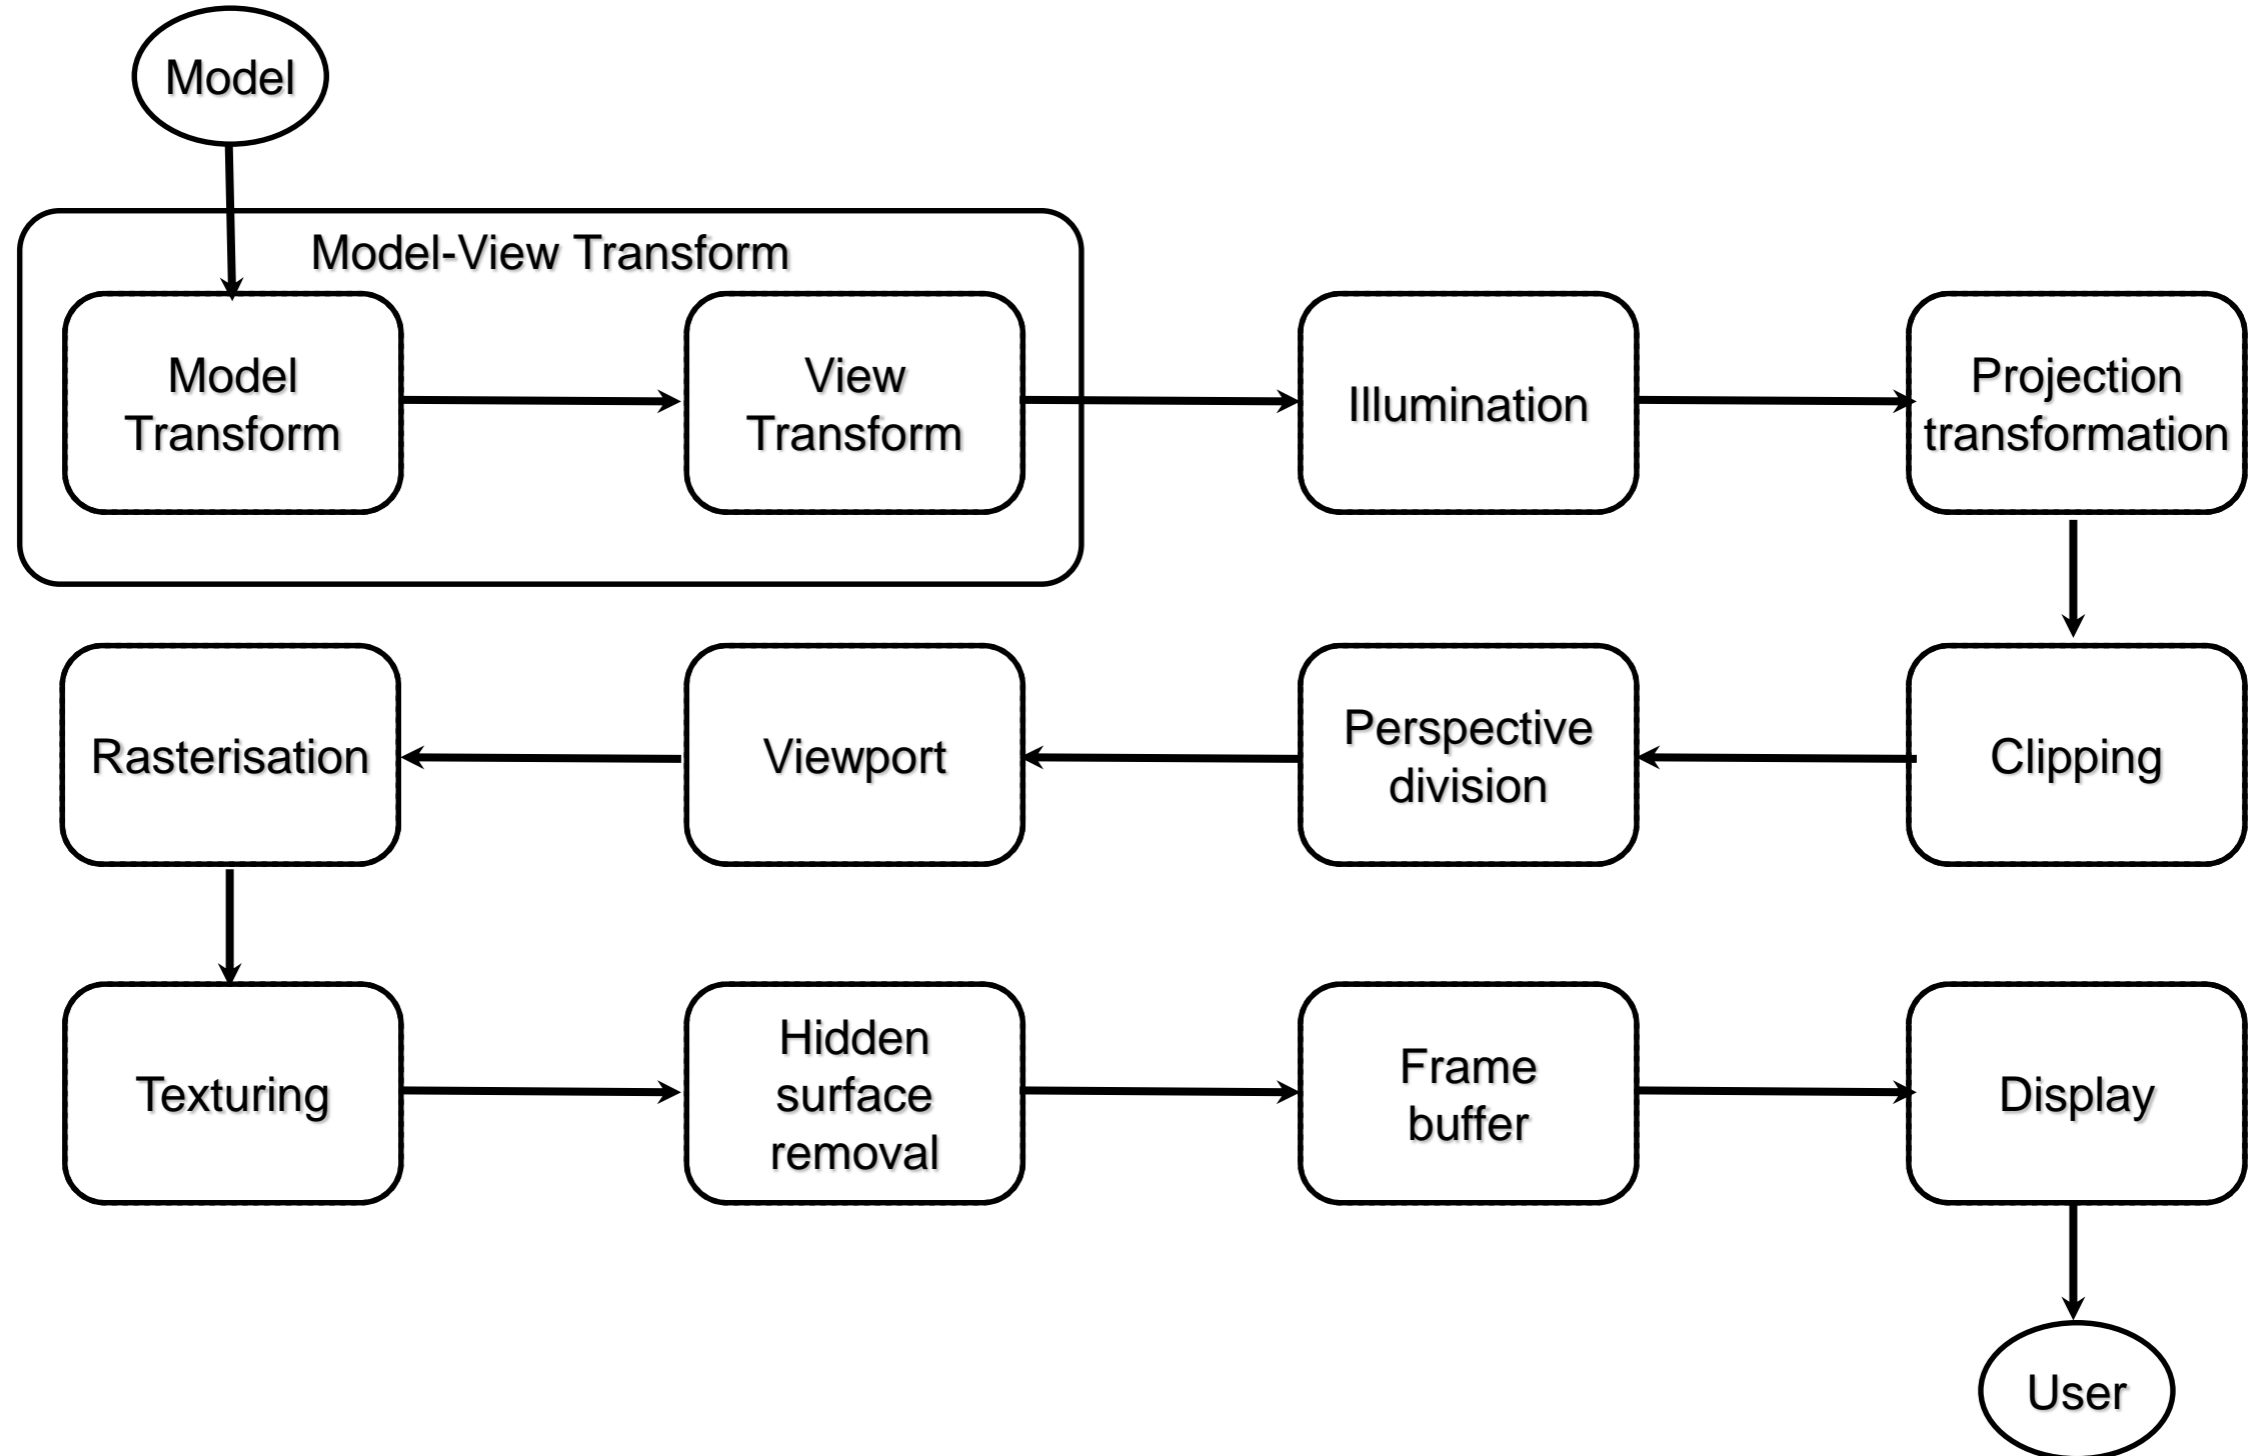 Model
Model-View Transform
Model
Transform
View
Transform
Illumination
Projection
transformation
Rasterisation
Viewport
Perspective
division
Clipping
Texturing
Hidden
surface
removal
Frame
buffer
Display
User